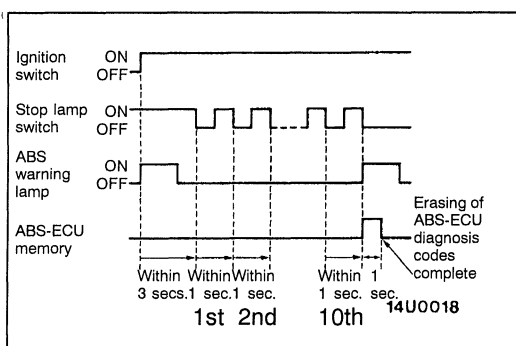 Ignition
switch
ON
OFF
Stop lamp
switch
ON
OFF
ABS
warning
lamp
ON
OFF
ABS-ECU
memory
Erasing of
ABS-ECU
diagnosis
codes
complete
Within Within Within Within 1
3 secs. 1 sec. 1 sec. 1 sec. sec.
1st 2nd 10th
14U0018